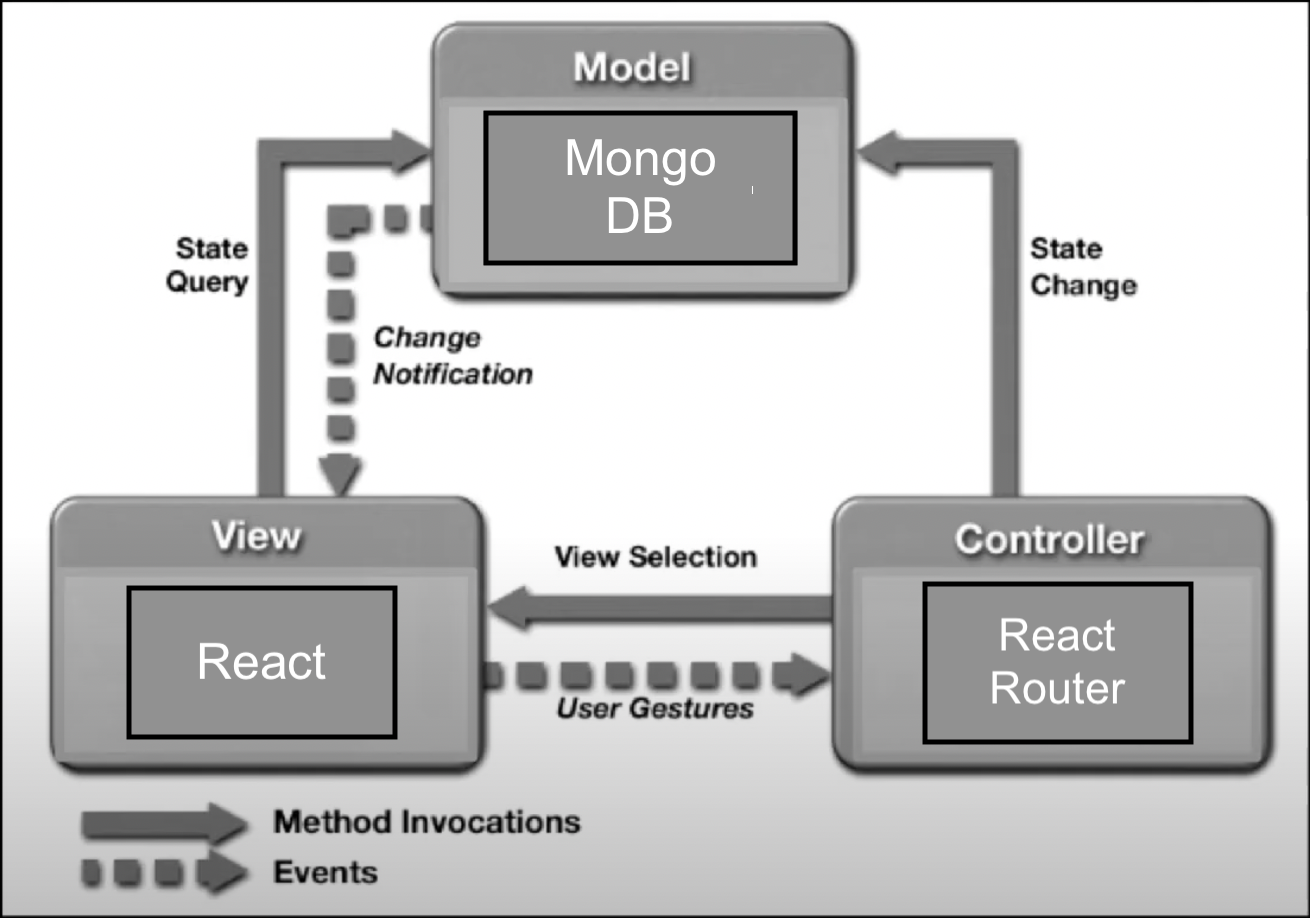 Model
Mongo
DB
State
Query
State
Change
Change
Notification
View
React
View Selection
User Gestures
Controller
React
Router
Method Invocations
Events